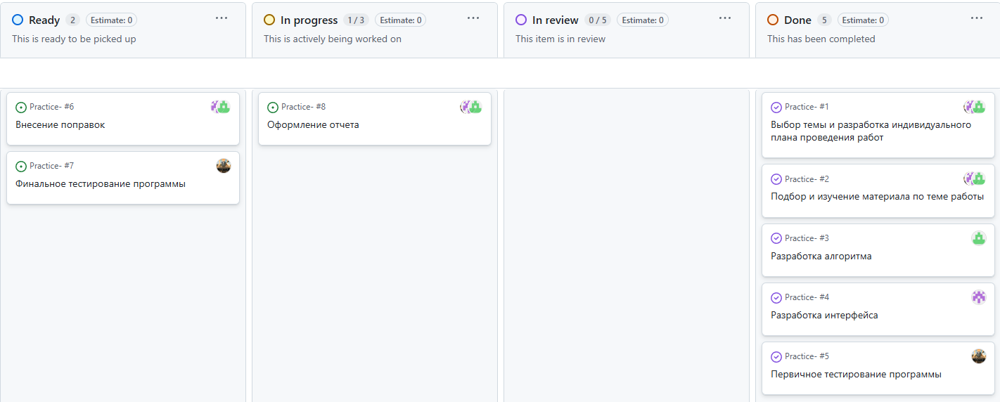 Ready 2 Estimate: 0 ...
This is ready to be picked up
In progress 1 / 3 Estimate: 0 ...
This is actively being worked on
In review 0 / 5 Estimate: 0 ...
This item is in review
Done 5 Estimate: 0 ...
This has been completed
Practice- #6
Внесение поправок
Practice- #7
Финальное тестирование программы
Practice- #8
Оформление отчета
Practice- #1
Выбор темы и разработка индивидуального
плана проведения работ
Practice- #2
Подбор и изучение материала по теме работы
Practice- #3
Разработка алгоритма
Practice- #4
Разработка интерфейса
Practice- #5
Первичное тестирование программы